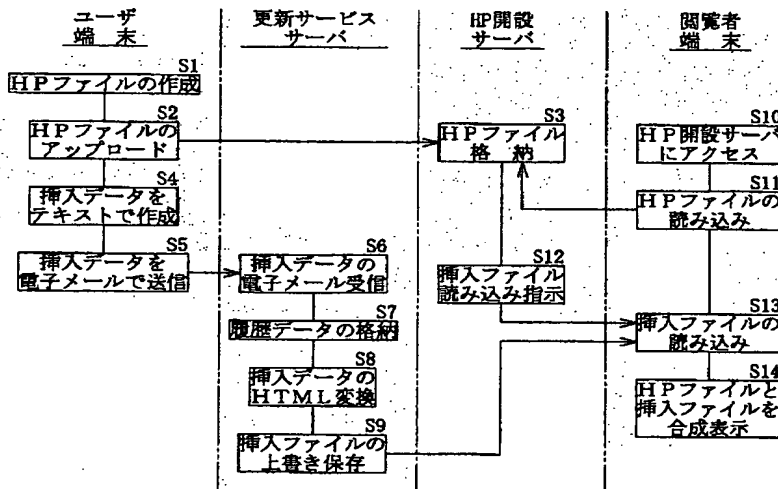 ユーザ
端末
更新サービス
サーバ
HP開設
サーバ
閲覧者
端末
S1
HPファイルの作成
S2
HPファイルの
アップロード
S3
HPファイル
格納
S4
挿入データを
テキストで作成
S5
挿入データを
電子メールで送信
S6
挿入データの
電子メール受信
S7
履歴データの格納
S8
挿入データの
HTML変換
S9
挿入ファイルの
上書き保存
S10
HP開設サーバ
にアクセス
S11
HPファイルの
読み込み
S12
挿入ファイル
読み込み指示
S13
挿入ファイルの
読み込み
S14
HPファイルと
挿入ファイルを
合成表示